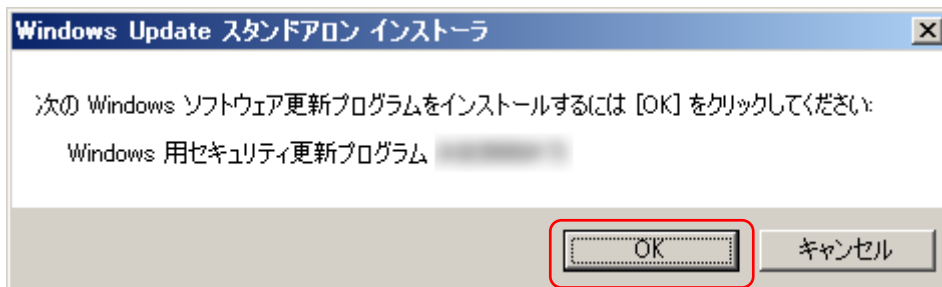 Windows Update スタンドアロン インストーラ
次の Windows ソフトウェア更新プログラムをインストールするには [OK] をクリックしてください:
Windows 用セキュリティ更新プログラム
OK
キャンセル